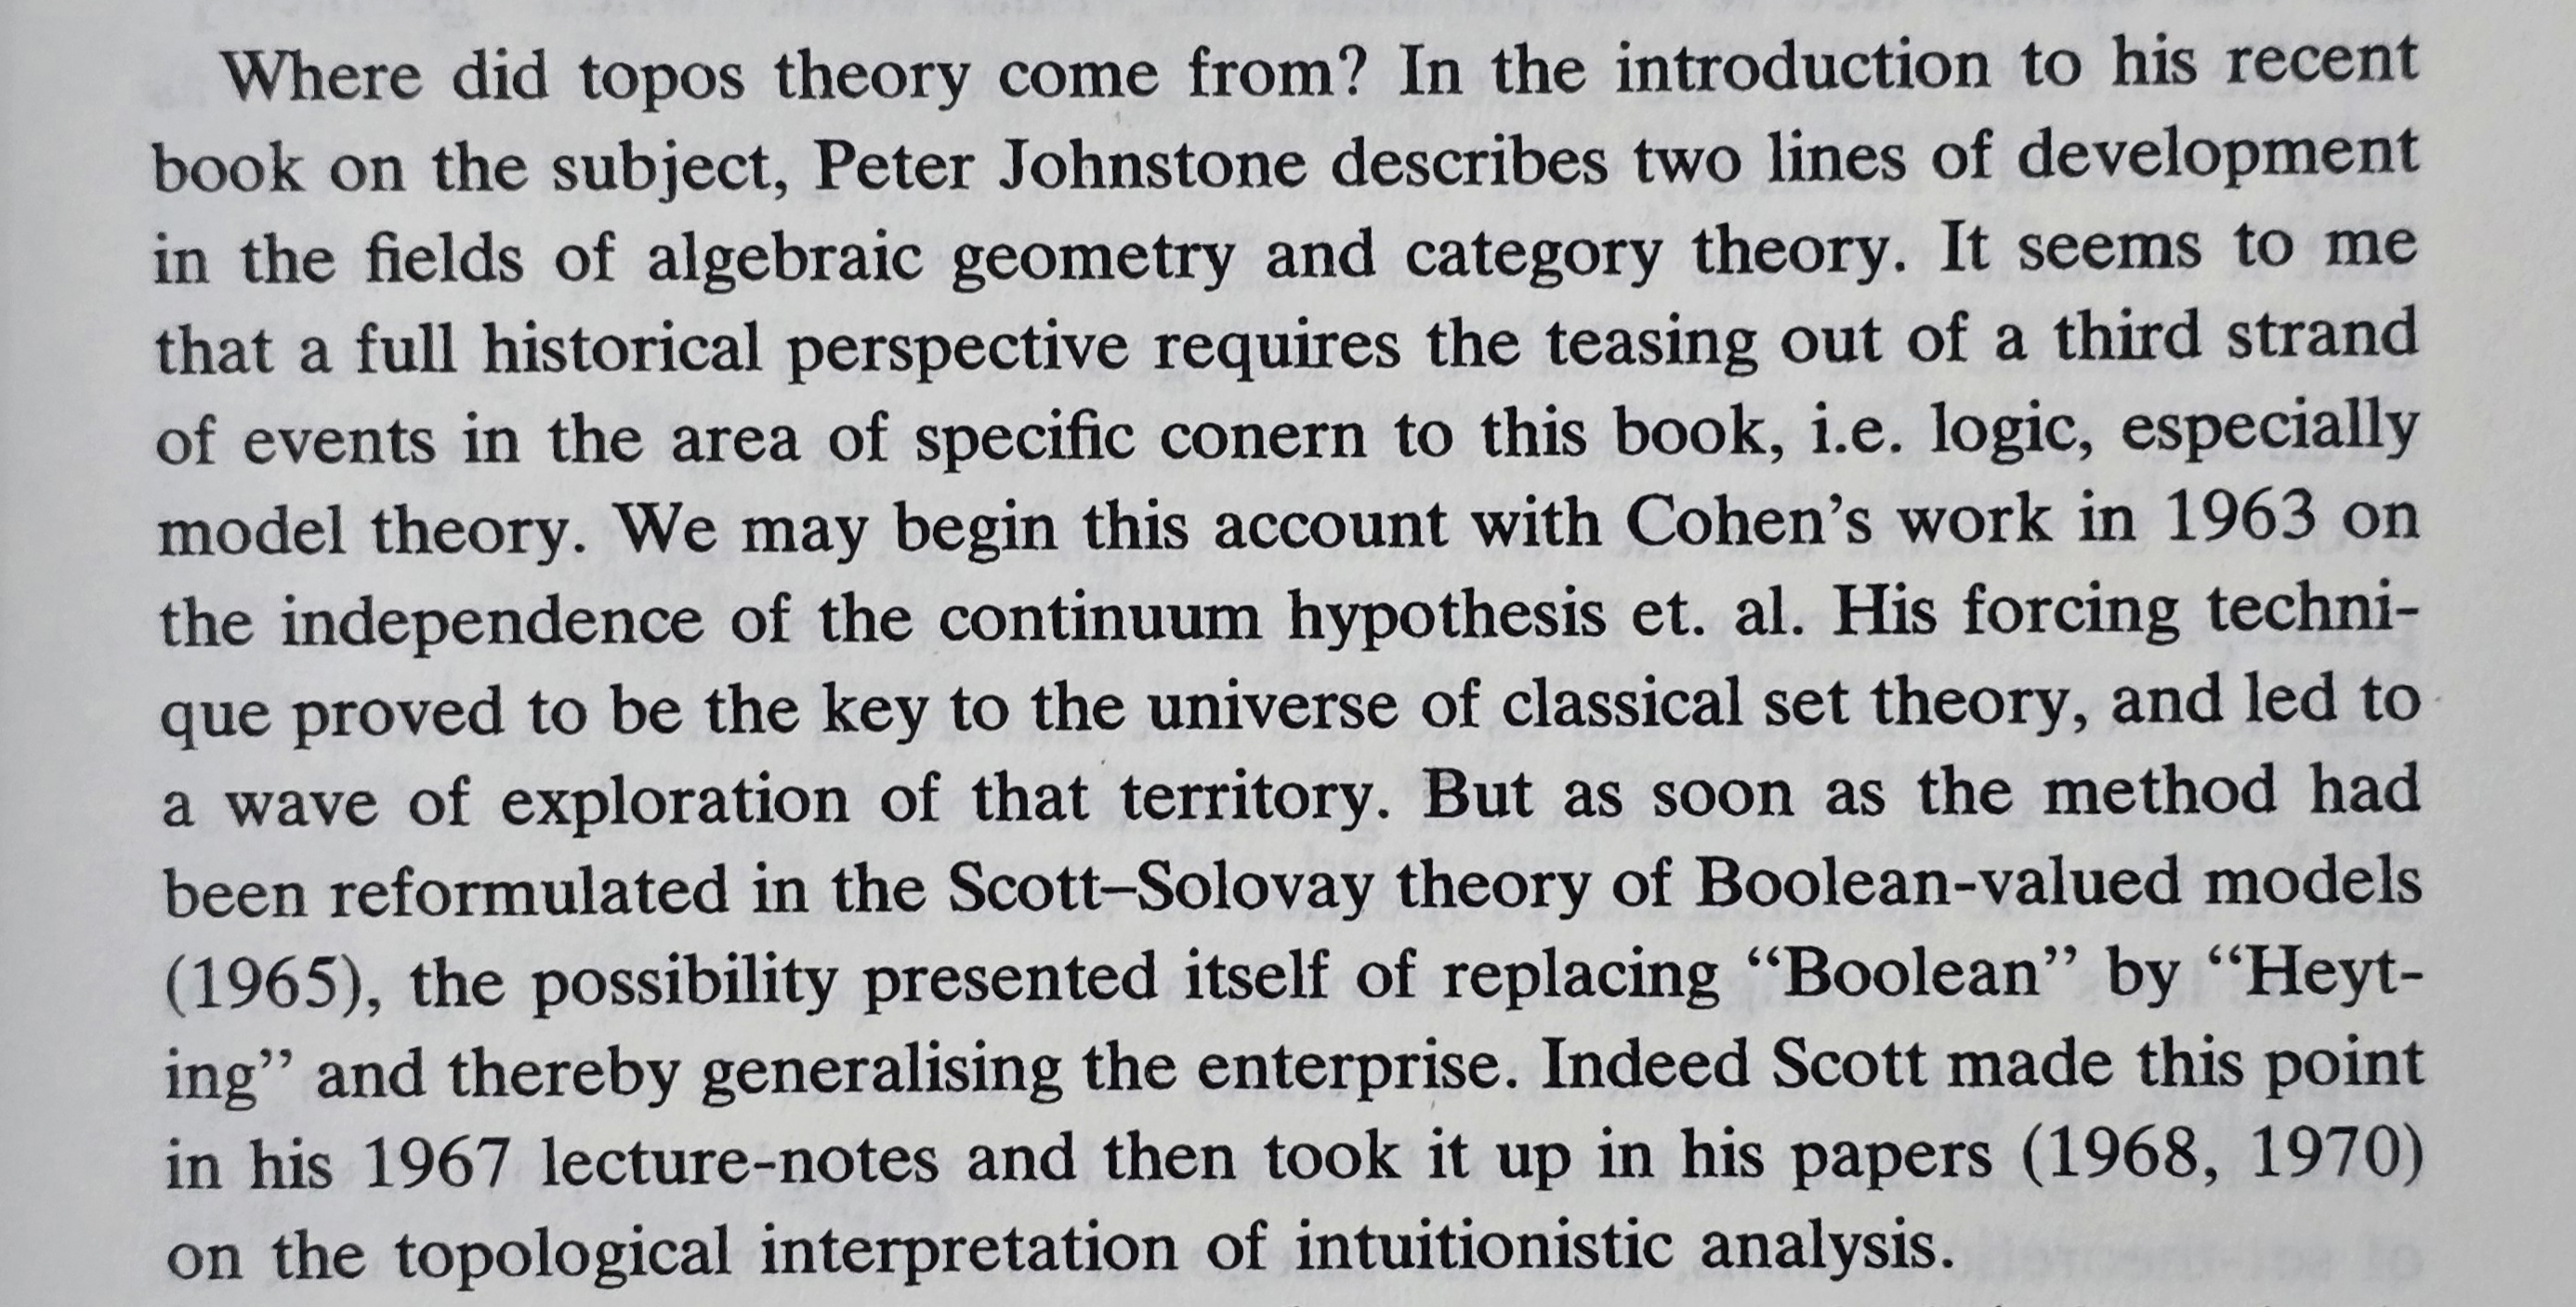 Where did topos theory come from? In the introduction to his recent
book on the subject, Peter Johnstone describes two lines of development
in the fields of algebraic geometry and category theory. It seems to me
that a full historical perspective requires the teasing out of a third strand
of events in the area of specific conern to this book, i.e. logic, especially
model theory. We may begin this account with Cohen’s work in 1963 on
the independence of the continuum hypothesis et. al. His forcing techni-
que proved to be the key to the universe of classical set theory, and led to
a wave of exploration of that territory. But as soon as the method had
been reformulated in the Scott–Solovay theory of Boolean-valued models
(1965), the possibility presented itself of replacing “Boolean” by “Heyt-
ing” and thereby generalising the enterprise. Indeed Scott made this point
in his 1967 lecture-notes and then took it up in his papers (1968, 1970)
on the topological interpretation of intuitionistic analysis.